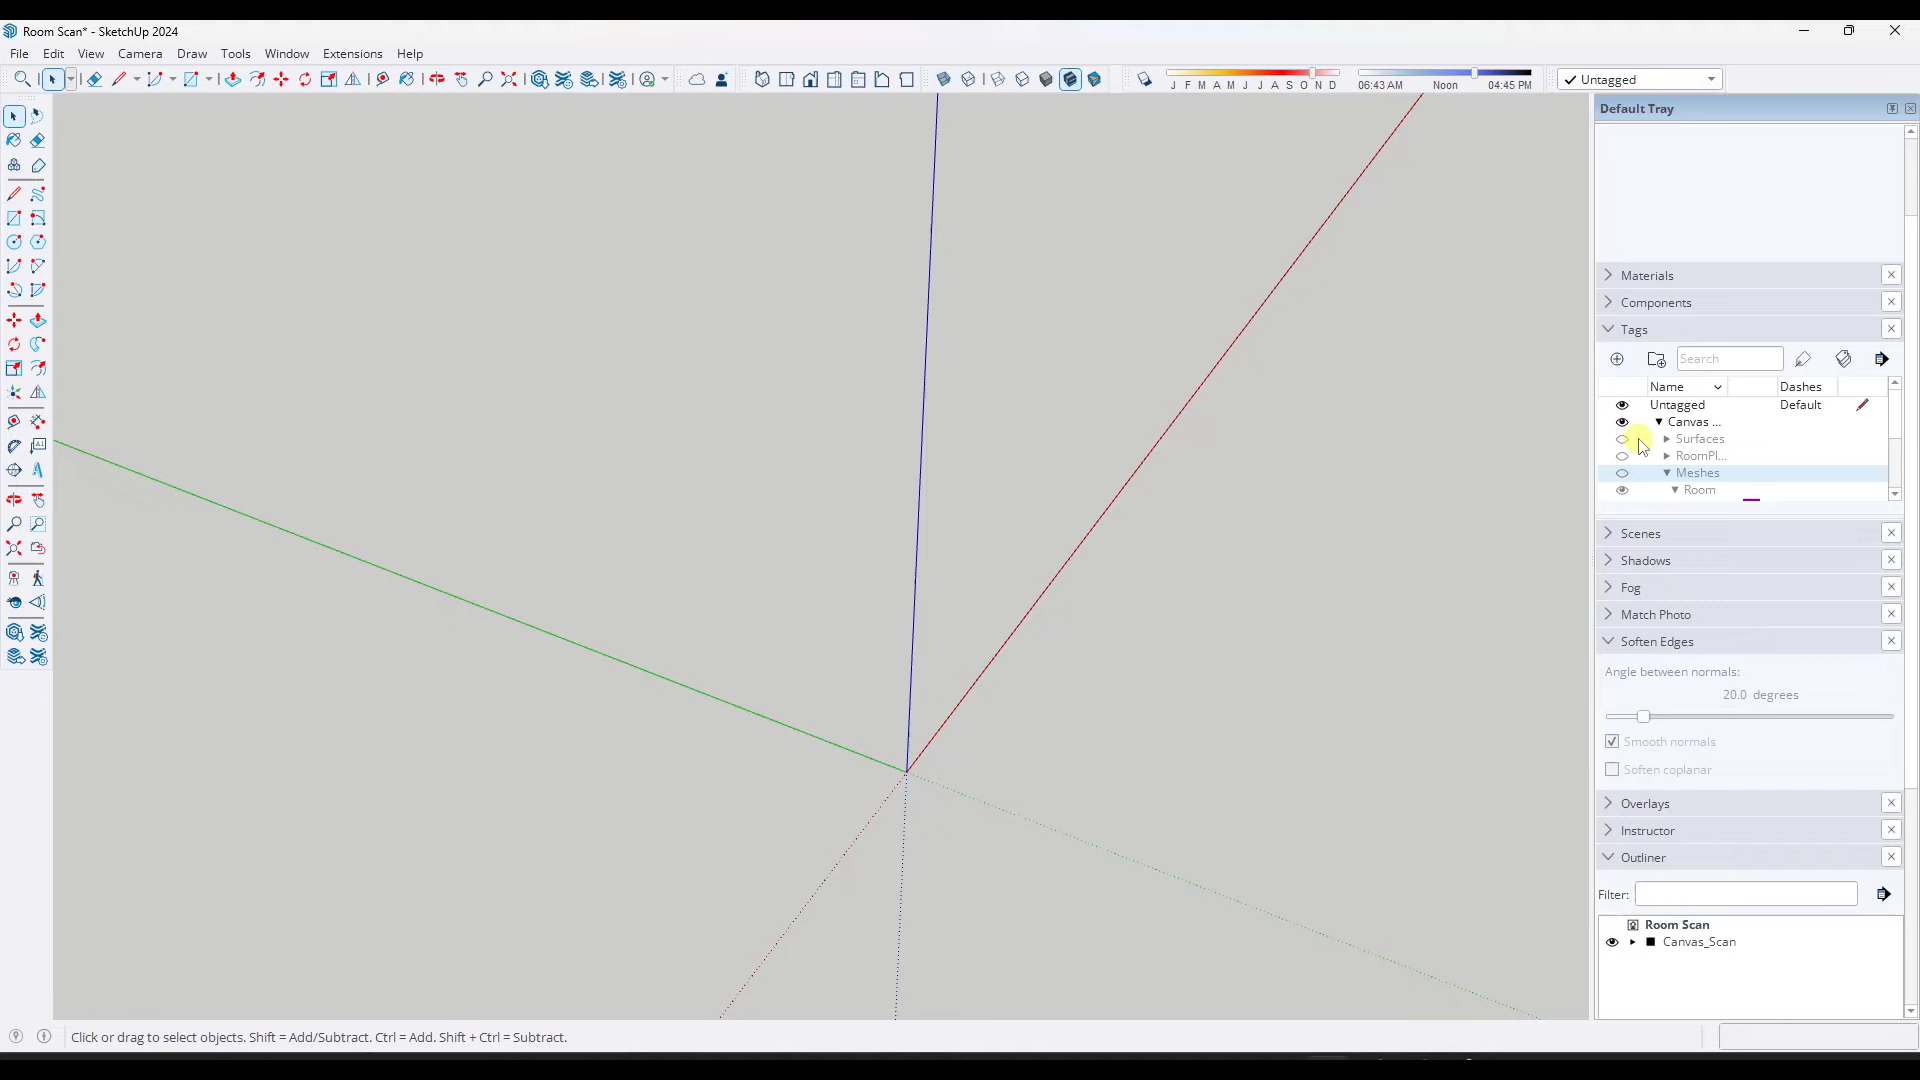 Room Scan* - SketchUp 2024
File Edit View Camera Draw Tools Window Extensions Help
J F M A M J J A S O N D 06:43 AM Noon 04:45 PM
Untagged
Default Tray
Materials
Components
Tags
Search
Name Dashes
Untagged Default
Canvas ...
Surfaces
RoomPl...
Meshes
Room
Scenes
Shadows
Fog
Match Photo
Soften Edges
Angle between normals:
20.0 degrees
Smooth normals
Soften coplanar
Overlays
Instructor
Outliner
Filter:
Room Scan
Canvas_Scan
Click or drag to select objects. Shift = Add/Subtract. Ctrl = Add. Shift + Ctrl = Subtract.